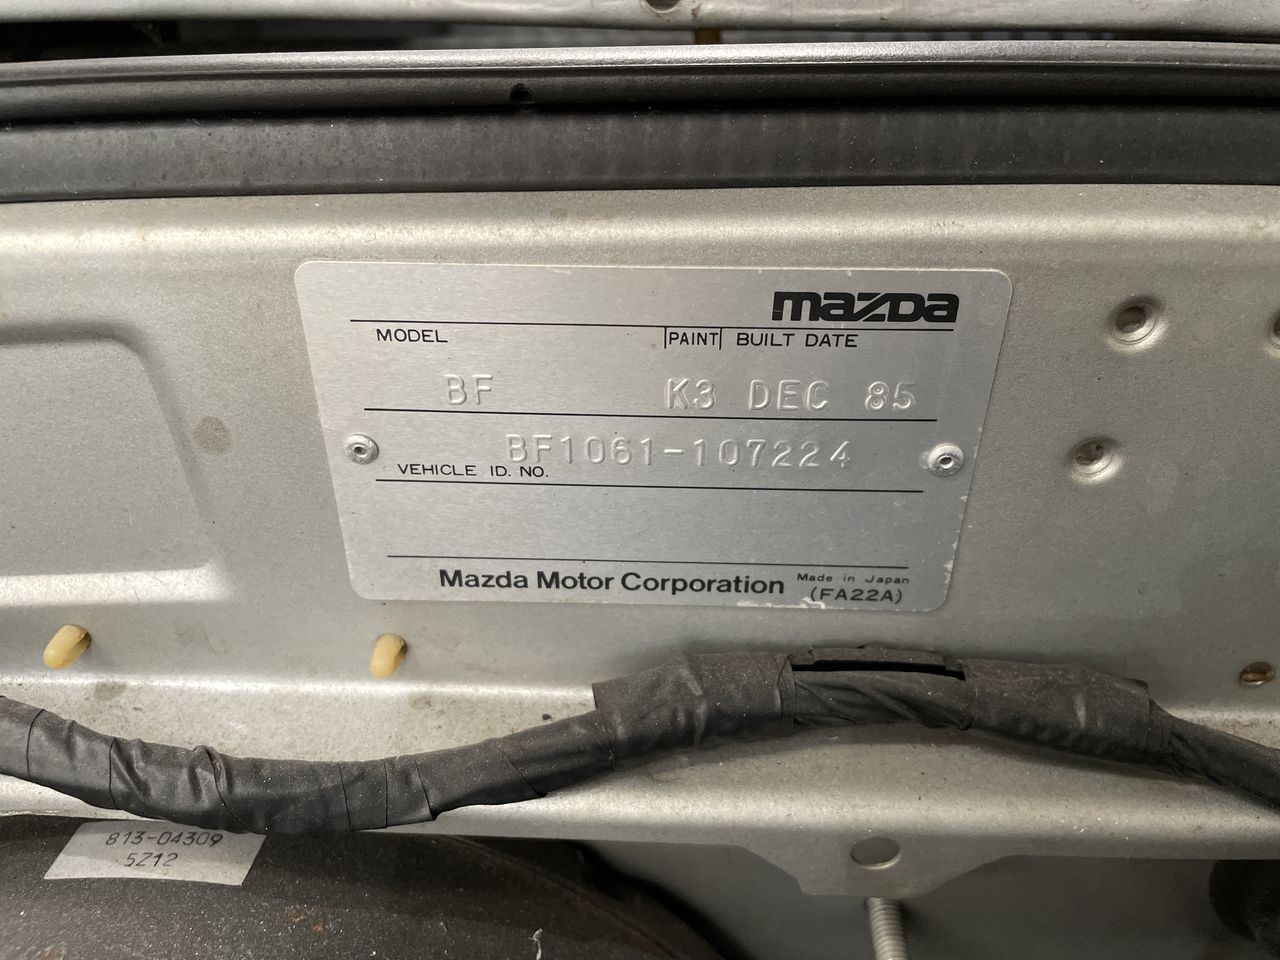 mazda
MODEL PAINT BUILT DATE
BF K3 DEC 85
BF1061-107224
VEHICLE ID. NO.
Mazda Motor Corporation Made in Japan
(FA22A)
813-04309
5Z12